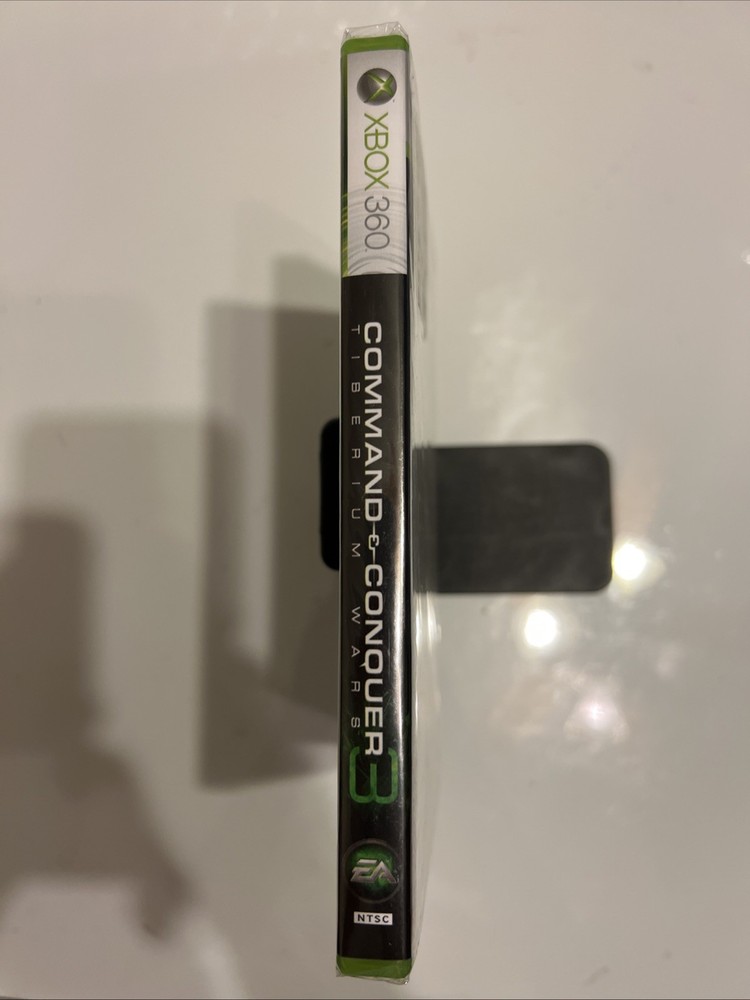 XBOX 360
COMMAND & CONQUER 3
TIBERIUM WARS
EA
NTSC